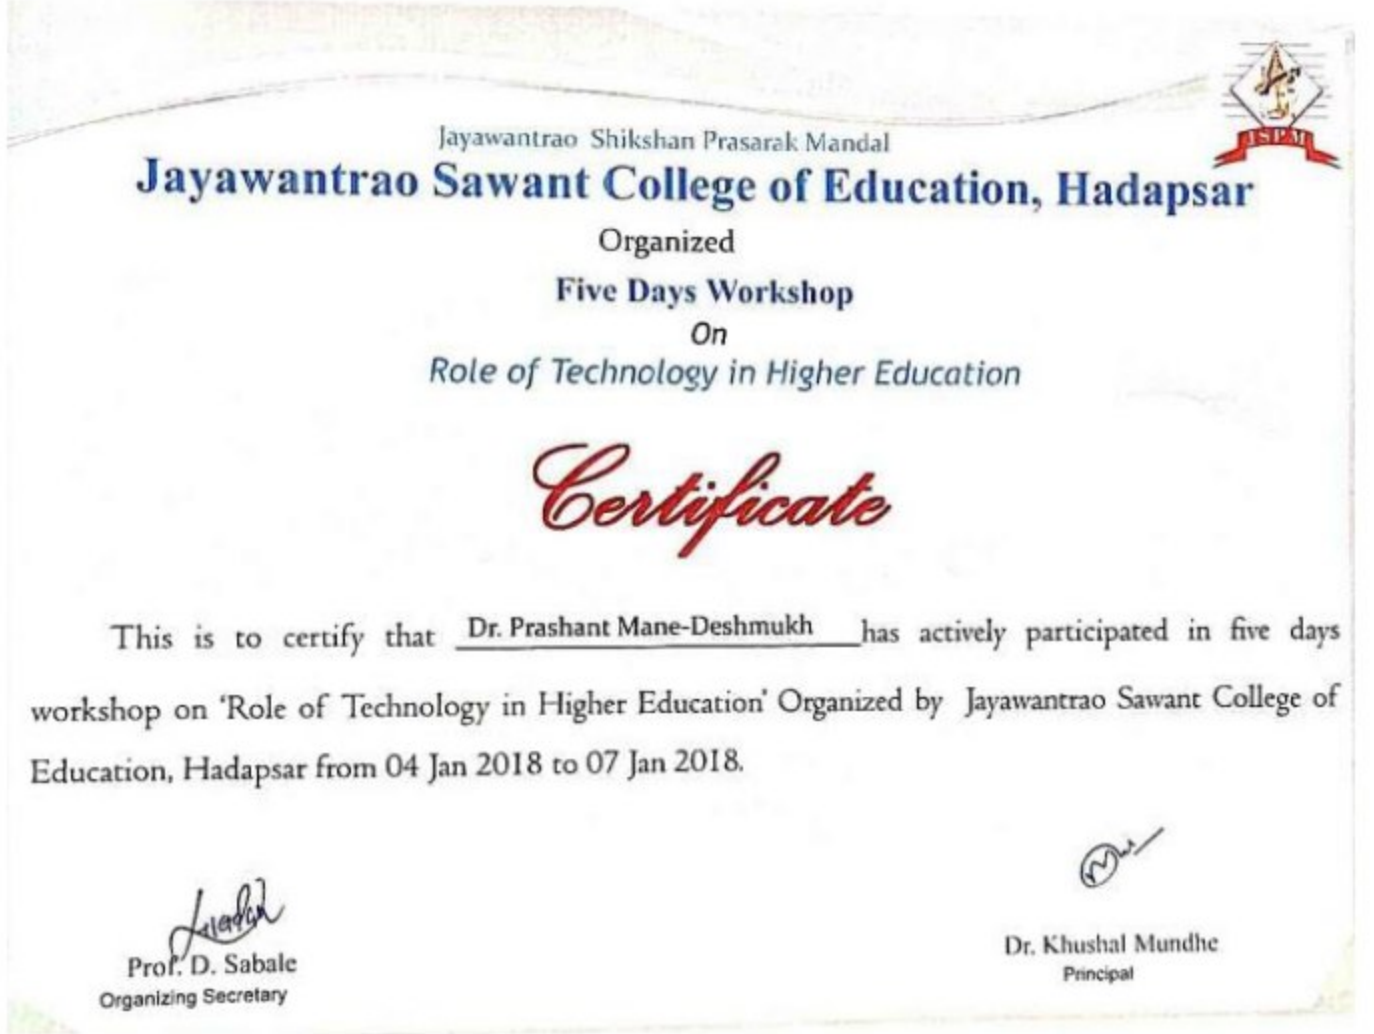 JSPM
Jayawantrao Shikshan Prasarak Mandal
Jayawantrao Sawant College of Education, Hadapsar
Organized
Five Days Workshop
On
Role of Technology in Higher Education
Certificate
This is to certify that Dr. Prashant Mane-Deshmukh has actively participated in five days
workshop on 'Role of Technology in Higher Education' Organized by Jayawantrao Sawant College of
Education, Hadapsar from 04 Jan 2018 to 07 Jan 2018.
Prof. D. Sabale
Organizing Secretary
Dr. Khushal Mundhe
Principal